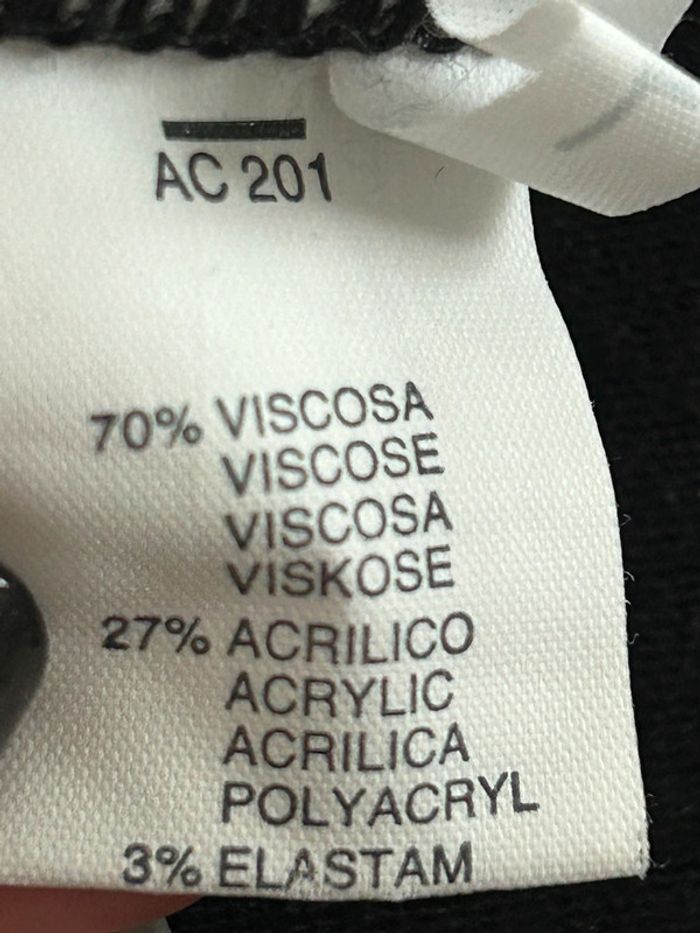 AC 201
70% VISCOSA
VISCOSE
VISCOSA
VISKOSE
27% ACRILICO
ACRYLIC
ACRILICA
POLYACRYL
3% ELASTAM